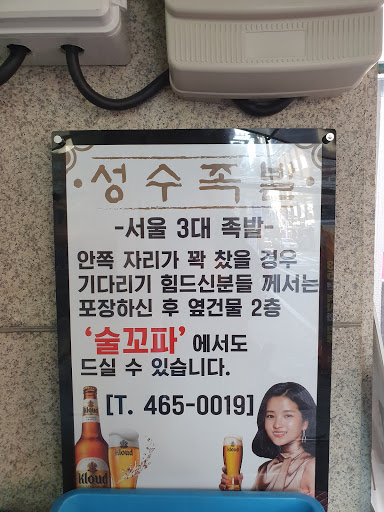 성수족발
-서울 3대 족발-
안쪽 자리가 꽉 찼을 경우
기다리기 힘드신분들 께서는
포장하신 후 옆건물 2층
‘술꼬파’에서도
드실 수 있습니다.
[T. 465-0019]
Kloud
Kloud
Kloud